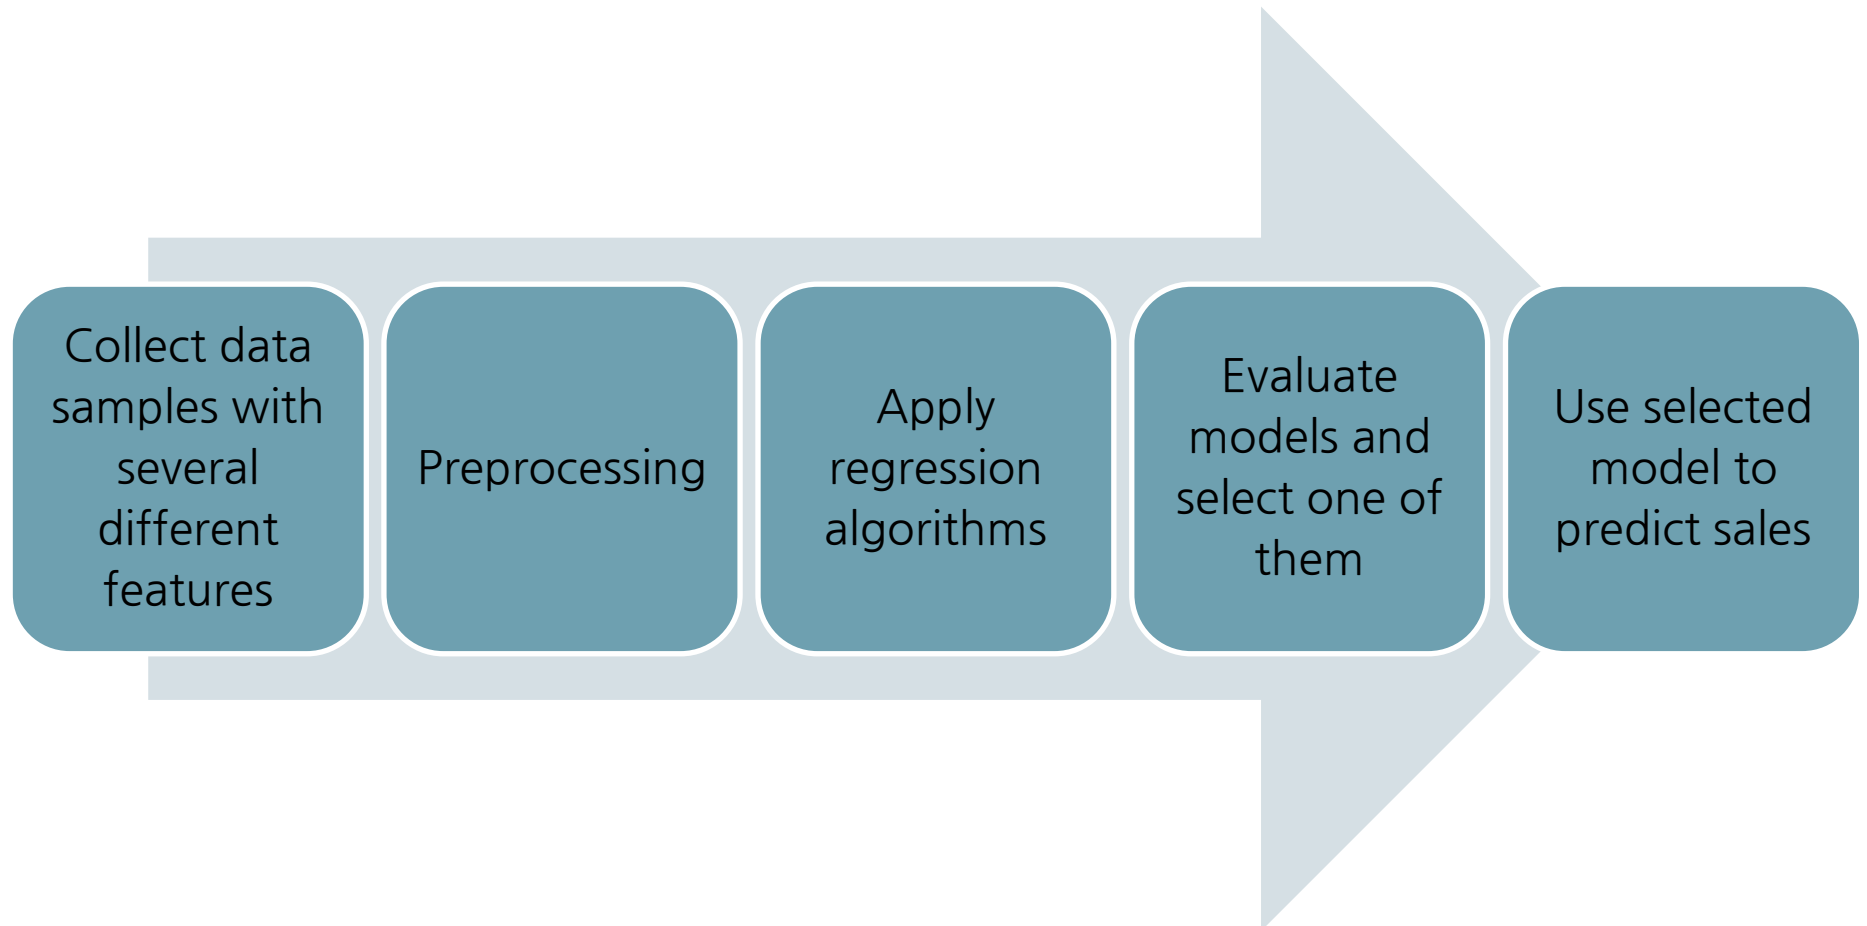 Collect data
samples with
several
different
features
Preprocessing
Apply
regression
algorithms
Evaluate
models and
select one of
them
Use selected
model to
predict sales